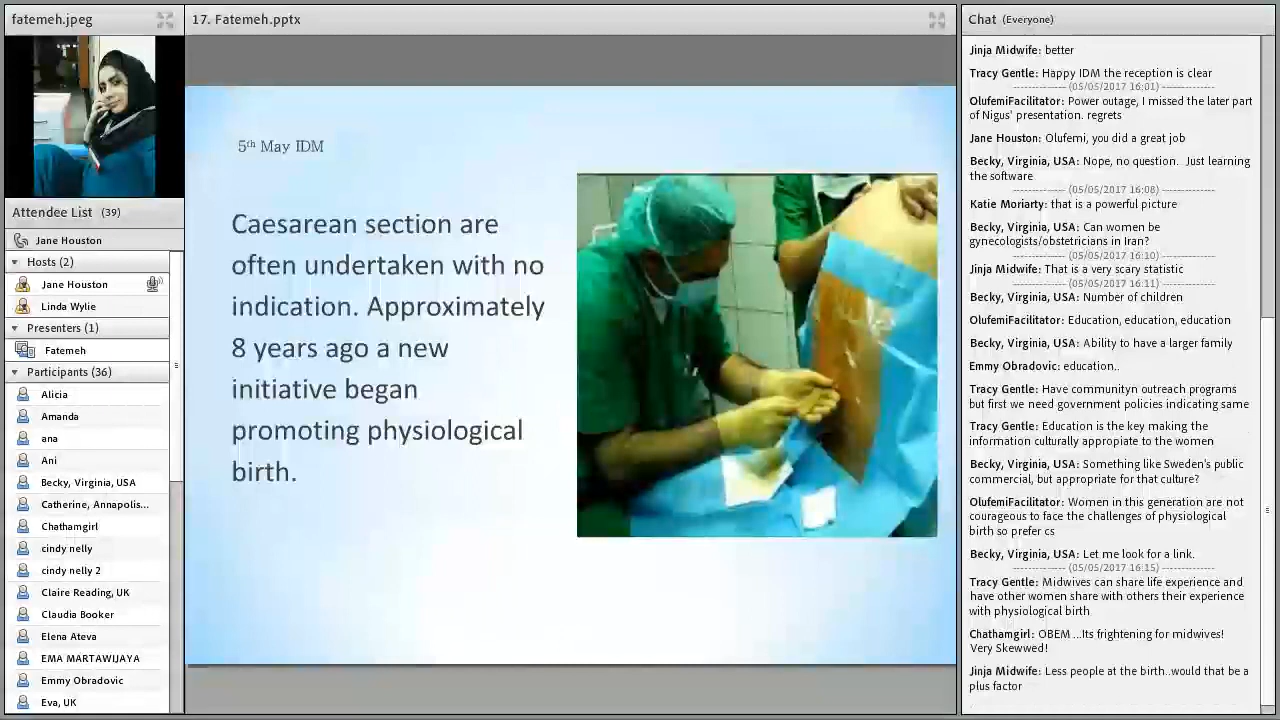 fatemeh.jpeg
Attendee List (39)
Jane Houston
Hosts (2)
Jane Houston
Linda Wylie
Presenters (1)
Fatemeh
Participants (36)
Alicia
Amanda
ana
Ani
Becky, Virginia, USA
Catherine, Annapolis...
Chathamgirl
cindy nelly
cindy nelly 2
Claire Reading, UK
Claudia Booker
Elena Ateva
EMA MARTAWIJAYA
Emmy Obradovic
Eva, UK
17. Fatemeh.pptx
5th May IDM
Caesarean section are
often undertaken with no
indication. Approximately
8 years ago a new
initiative began
promoting physiological
birth.
Chat (Everyone)
Jinja Midwife: better
Tracy Gentle: Happy IDM the reception is clear
------------------ (05/05/2017 16:01) ------------------
OlufemiFacilitator: Power outage, I missed the later part
of Nigus' presentation. regrets
Jane Houston: Olufemi, you did a great job
Becky, Virginia, USA: Nope, no question.  Just learning
the software
------------------ (05/05/2017 16:08) ------------------
Katie Moriarty: that is a powerful picture
Becky, Virginia, USA: Can women be
gynecologists/obstetricians in Iran?
------------------ (05/05/2017 16:10) ------------------
Jinja Midwife: That is a very scary statistic
------------------ (05/05/2017 16:11) ------------------
Becky, Virginia, USA: Number of children
OlufemiFacilitator: Education, education, education
Becky, Virginia, USA: Ability to have a larger family
Emmy Obradovic: education..
Tracy Gentle: Have communityn outreach programs
but first we need government policies indicating same
Tracy Gentle: Education is the key making the
information culturally appropiate to the women
Becky, Virginia, USA: Something like Sweden's public
commercial, but appropriate for that culture?
OlufemiFacilitator: Women in this generation are not
courageous to face the challenges of physiological
birth so prefer cs
Becky, Virginia, USA: Let me look for a link.
------------------ (05/05/2017 16:15) ------------------
Tracy Gentle: Midwives can share life experience and
have other women share with others their experience
with physiological birth
Chathamgirl: OBEM ...Its frightening for midwifes!
Very Skewwed!
Jinja Midwife: Less people at the birth..would that be a
plus factor